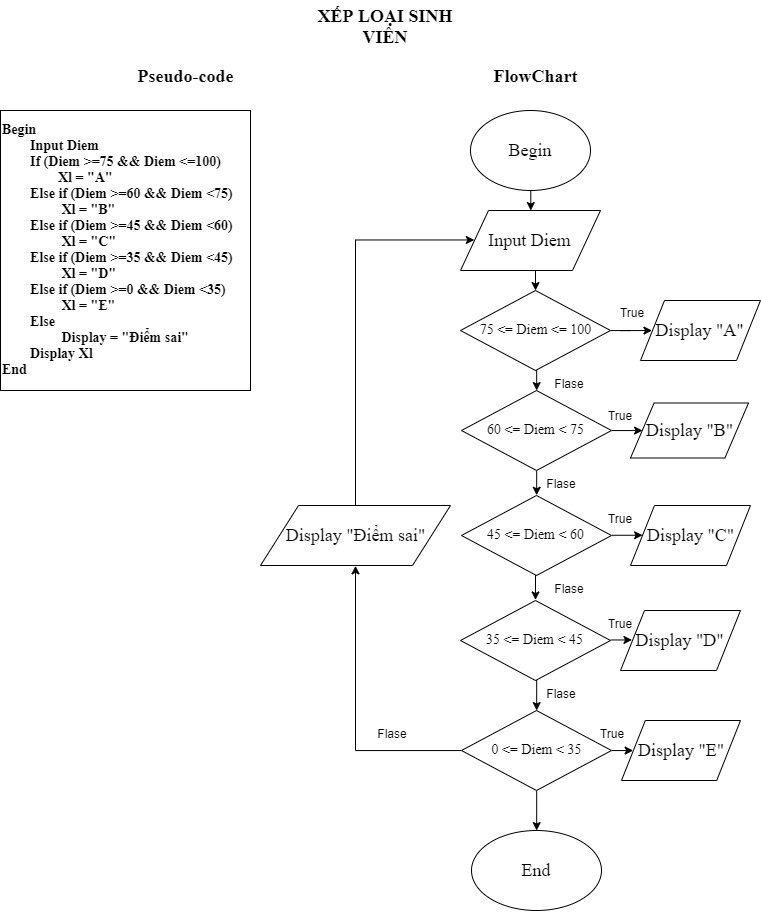 XẾP LOẠI SINH
VIÊN
Pseudo-code
FlowChart
Begin
Input Diem
If (Diem >=75 && Diem <=100)
Xl = "A"
Else if (Diem >=60 && Diem <75)
Xl = "B"
Else if (Diem >=45 && Diem <60)
Xl = "C"
Else if (Diem >=35 && Diem <45)
Xl = "D"
Else if (Diem >=0 && Diem <35)
Xl = "E"
Else
Display = "Điểm sai"
Display Xl
End
Begin
Input Diem
75 <= Diem <= 100
True
Display "A"
Flase
60 <= Diem < 75
True
Display "B"
Flase
45 <= Diem < 60
True
Display "C"
Display "Điểm sai"
Flase
35 <= Diem < 45
True
Display "D"
Flase
0 <= Diem < 35
True
Display "E"
Flase
End